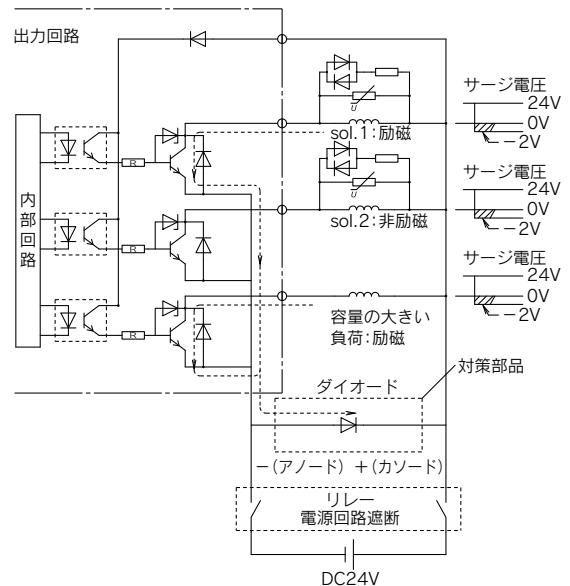 出力回路
サージ電圧
24V
0V
－2V
U
sol.1:励磁
R
内部回路
サージ電圧
24V
0V
－2V
U
sol.2:非励磁
R
サージ電圧
24V
0V
－2V
R
容量の大きい
負荷:励磁
対策部品
ダイオード
－(アノード) ＋(カソード)
リレー
電源回路遮断
DC24V